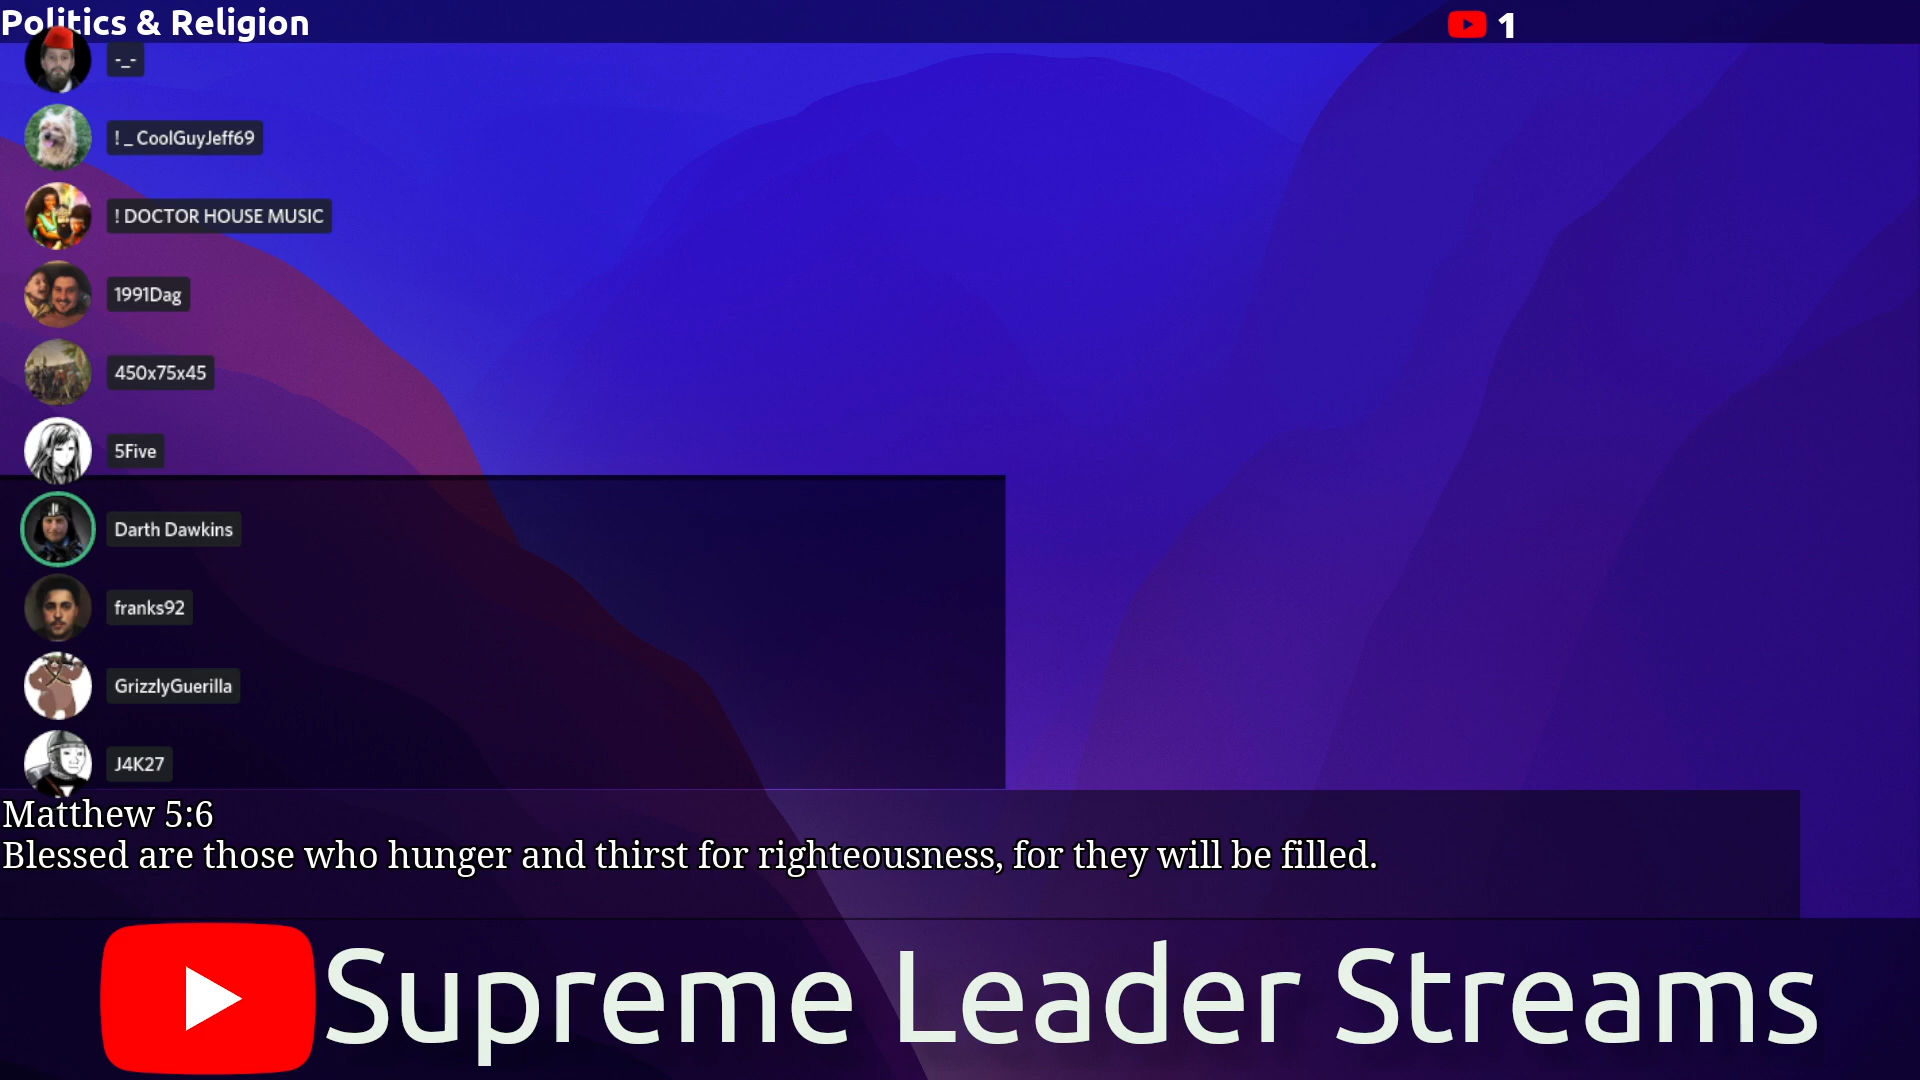 Politics & Religion
1
-_-
! _ CoolGuyJeff69
! DOCTOR HOUSE MUSIC
1991Dag
450x75x45
5Five
Darth Dawkins
franks92
GrizzlyGuerilla
J4K27
Matthew 5:6
Blessed are those who hunger and thirst for righteousness, for they will be filled.
Supreme Leader Streams